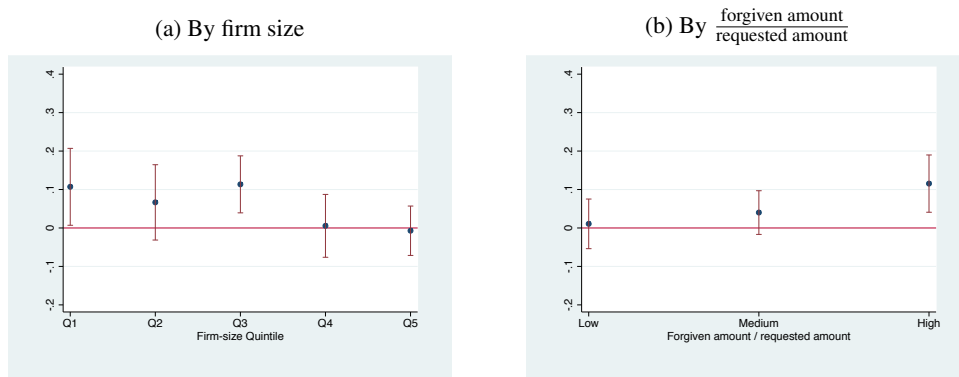 (a) By firm size
.4
.3
.2
.1
0
-.1
-.2
Q1 Q2 Q3 Q4 Q5
Firm-size Quintile
(b) By forgiven amount / requested amount
.4
.3
.2
.1
0
-.1
-.2
Low Medium High
Forgiven amount / requested amount